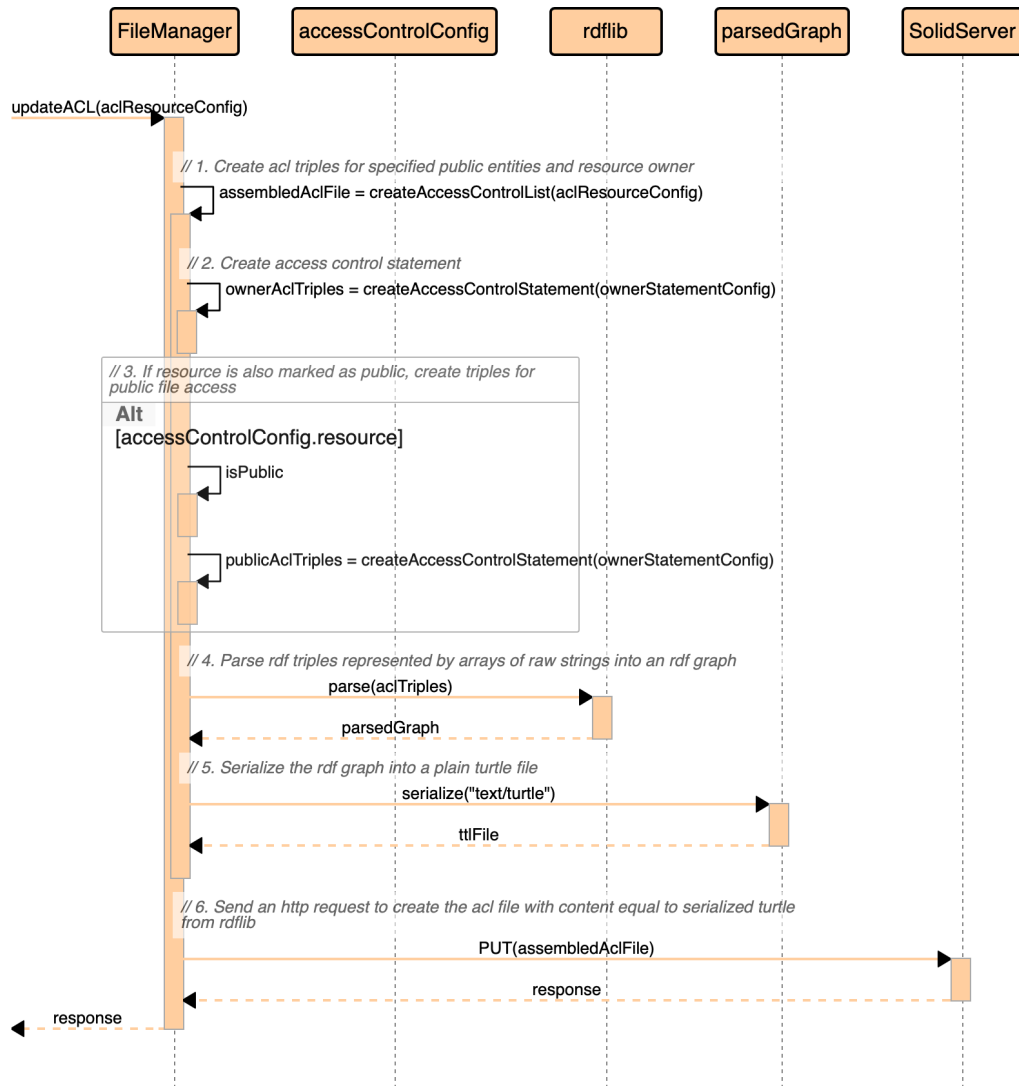 FileManager
accessControlConfig
rdflib
parsedGraph
SolidServer
updateACL(aclResourceConfig)
// 1. Create acl triples for specified public entities and resource owner
assembledAclFile = createAccessControlList(aclResourceConfig)
// 2. Create access control statement
ownerAclTriples = createAccessControlStatement(ownerStatementConfig)
// 3. If resource is also marked as public, create triples for
public file access
Alt
[accessControlConfig.resource]
isPublic
publicAclTriples = createAccessControlStatement(ownerStatementConfig)
// 4. Parse rdf triples represented by arrays of raw strings into an rdf graph
parse(aclTriples)
parsedGraph
// 5. Serialize the rdf graph into a plain turtle file
serialize("text/turtle")
ttlFile
// 6. Send an http request to create the acl file with content equal to serialized turtle
from rdflib
PUT(assembledAclFile)
response
response